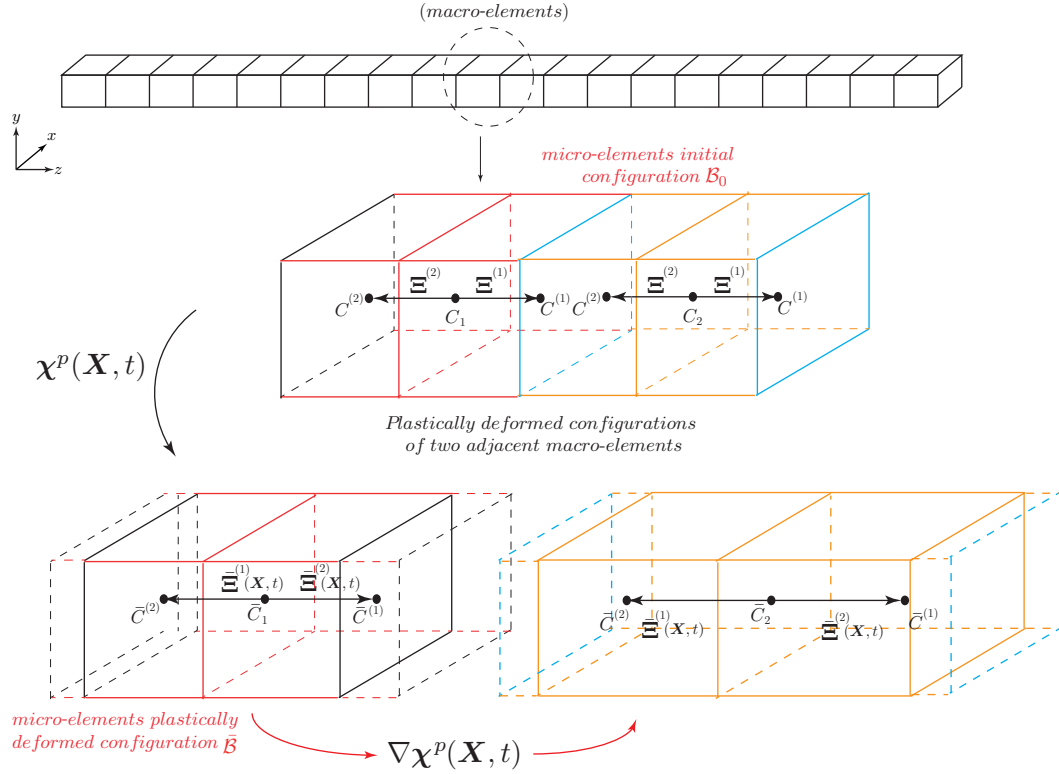 (macro-elements)
y
x
z
micro-elements initial
configuration 𝓑₀
Ξ⁽²⁾ Ξ⁽¹⁾ Ξ⁽²⁾ Ξ⁽¹⁾
C⁽²⁾ C₁ C⁽¹⁾ C⁽²⁾ C₂ C⁽¹⁾
χᵖ(X, t)
Plastically deformed configurations
of two adjacent macro-elements
Ξ̄⁽¹⁾(X, t) Ξ̄⁽²⁾(X, t)
C̄⁽²⁾ C̄₁ C̄⁽¹⁾
C̄⁽²⁾ C̄₂ C̄⁽¹⁾
Ξ̄⁽¹⁾(X, t) Ξ̄⁽²⁾(X, t)
micro-elements plastically
deformed configuration 𝓑̄
∇χᵖ(X, t)